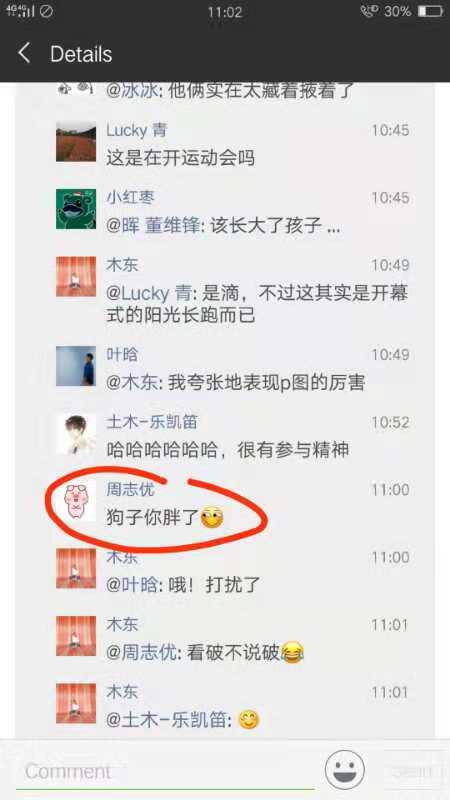 4G 4G
11:02
HD
30%
Details
@冰冰: 他俩实在太藏着掖着了
Lucky 青 10:45
这是在开运动会吗
小红枣 10:45
@晖 董维锋: 该长大了孩子 ...
木东 10:49
@Lucky 青: 是滴，不过这其实是开幕
式的阳光长跑而已
叶晗 10:49
@木东: 我夸张地表现p图的厉害
土木-乐凯笛 10:52
哈哈哈哈哈哈，很有参与精神
周志优 11:00
狗子你胖了
木东 11:00
@叶晗: 哦！打扰了
木东 11:01
@周志优: 看破不说破
木东 11:01
@土木-乐凯笛:
Comment
Send